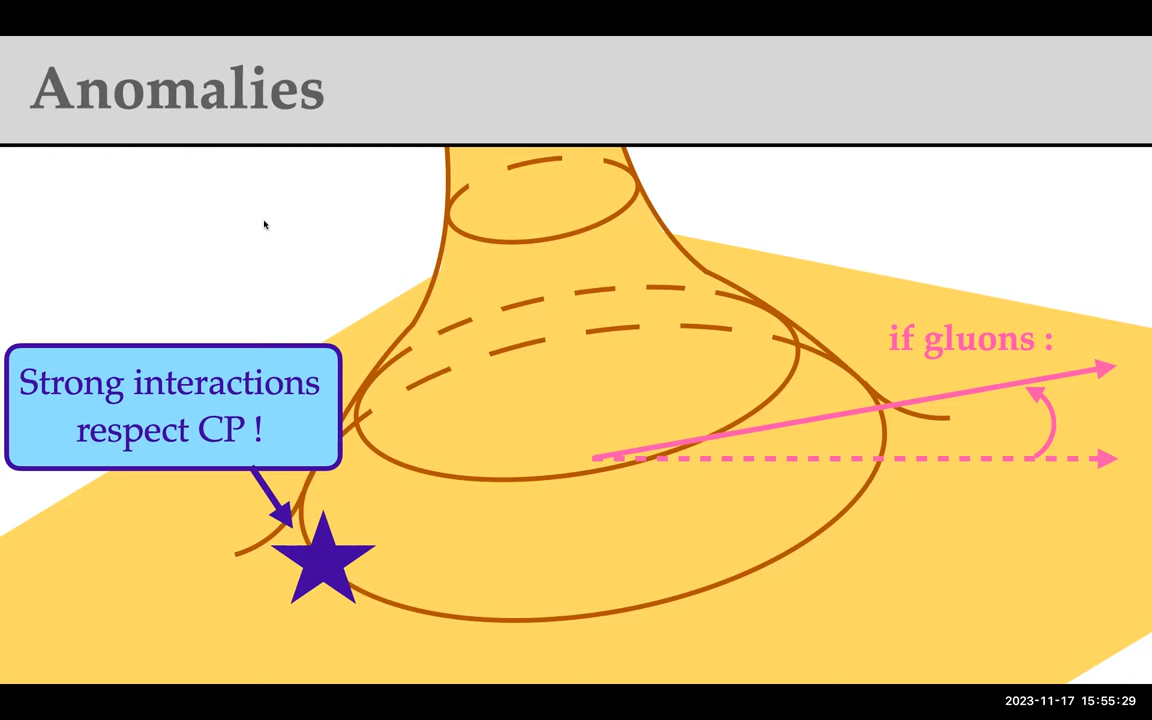 Anomalies
if gluons :
Strong interactions
respect CP !
2023-11-17 15:55:29